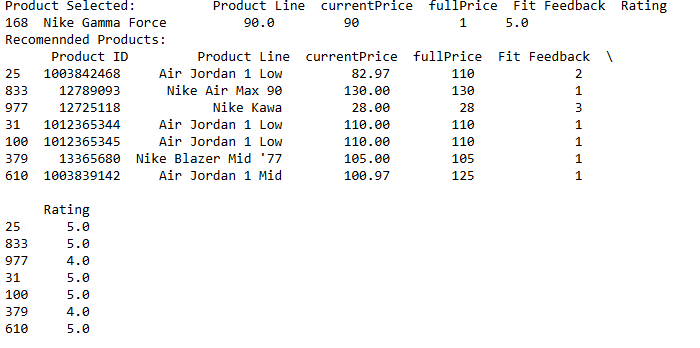 Product Selected:          Product Line  currentPrice  fullPrice  Fit Feedback  Rating
168  Nike Gamma Force          90.0         90             1     5.0
Recomennded Products:
      Product ID         Product Line  currentPrice  fullPrice  Fit Feedback  \
25   1003842468     Air Jordan 1 Low         82.97        110             2
833    12789093      Nike Air Max 90        130.00        130             1
977    12725118            Nike Kawa         28.00         28             3
31   1012365344     Air Jordan 1 Low        110.00        110             1
100  1012365345     Air Jordan 1 Low        110.00        110             1
379    13365680  Nike Blazer Mid '77        105.00        105             1
610  1003839142     Air Jordan 1 Mid        100.97        125             1
     Rating
25      5.0
833     5.0
977     4.0
31      5.0
100     5.0
379     4.0
610     5.0